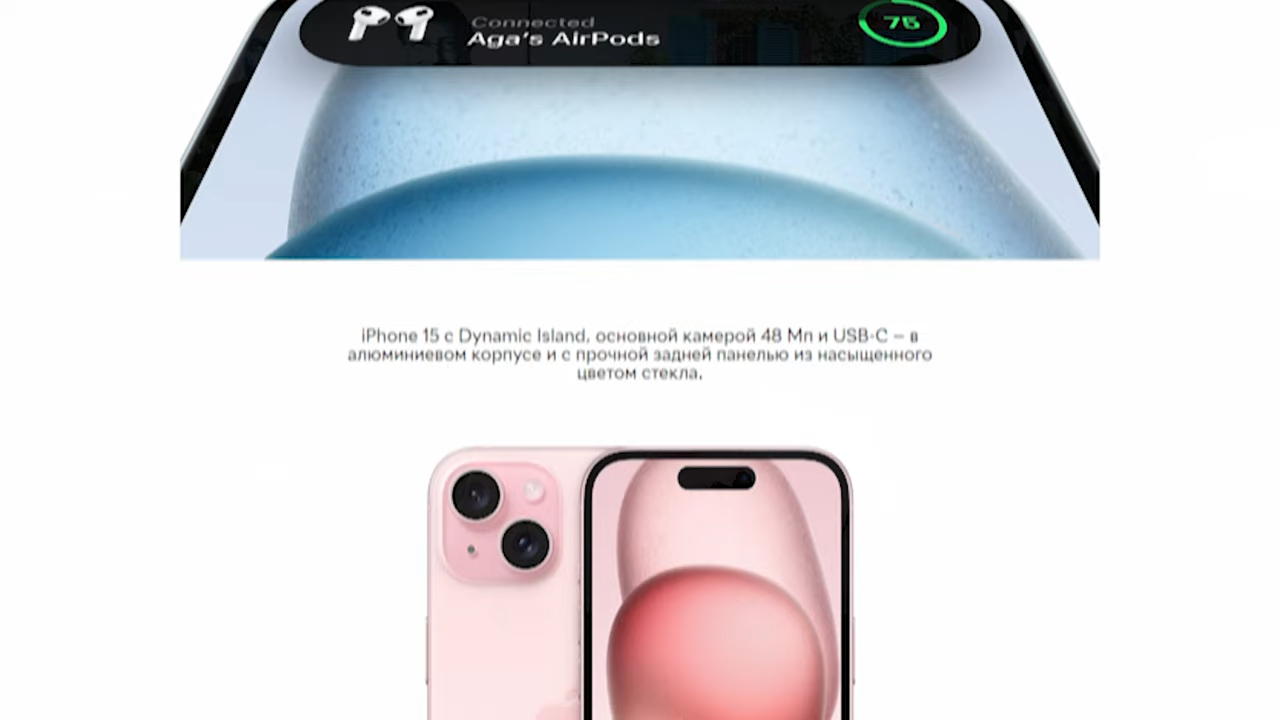 Connected
Aga's AirPods
75
iPhone 15 с Dynamic Island, основной камерой 48 Мп и USB-C – в
алюминиевом корпусе и с прочной задней панелью из насыщенного
цветом стекла.